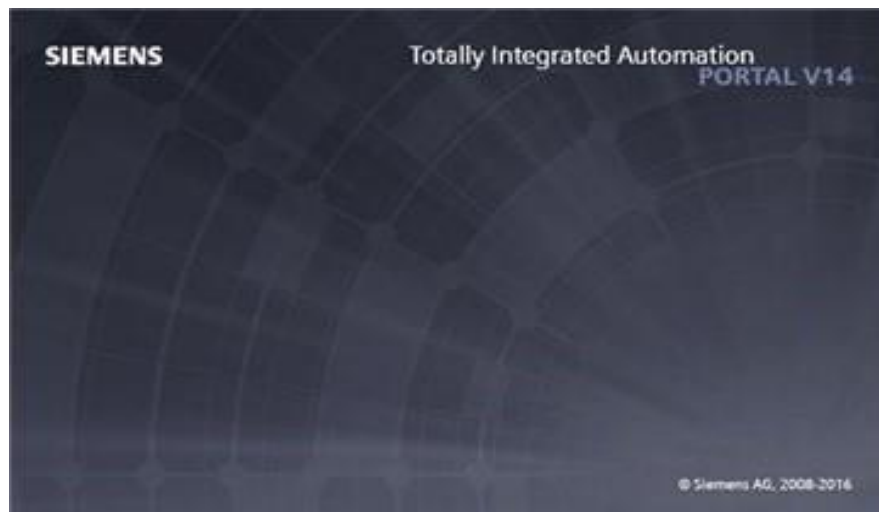 SIEMENS
Totally Integrated Automation
PORTAL V14
© Siemens AG, 2008-2016